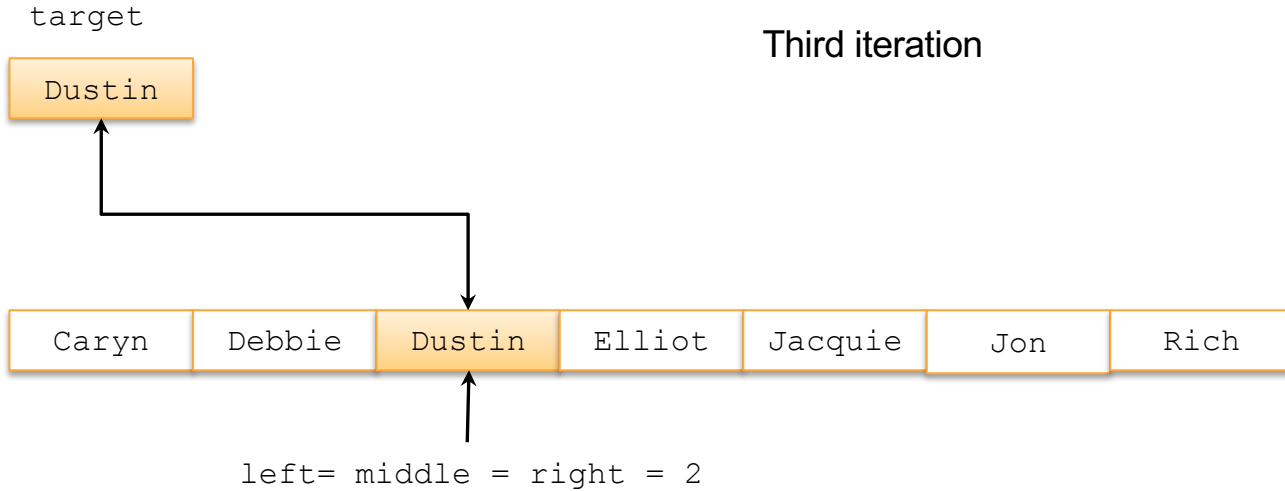 target
Third iteration
Dustin
Caryn Debbie Dustin Elliot Jacquie Jon Rich
left= middle = right = 2